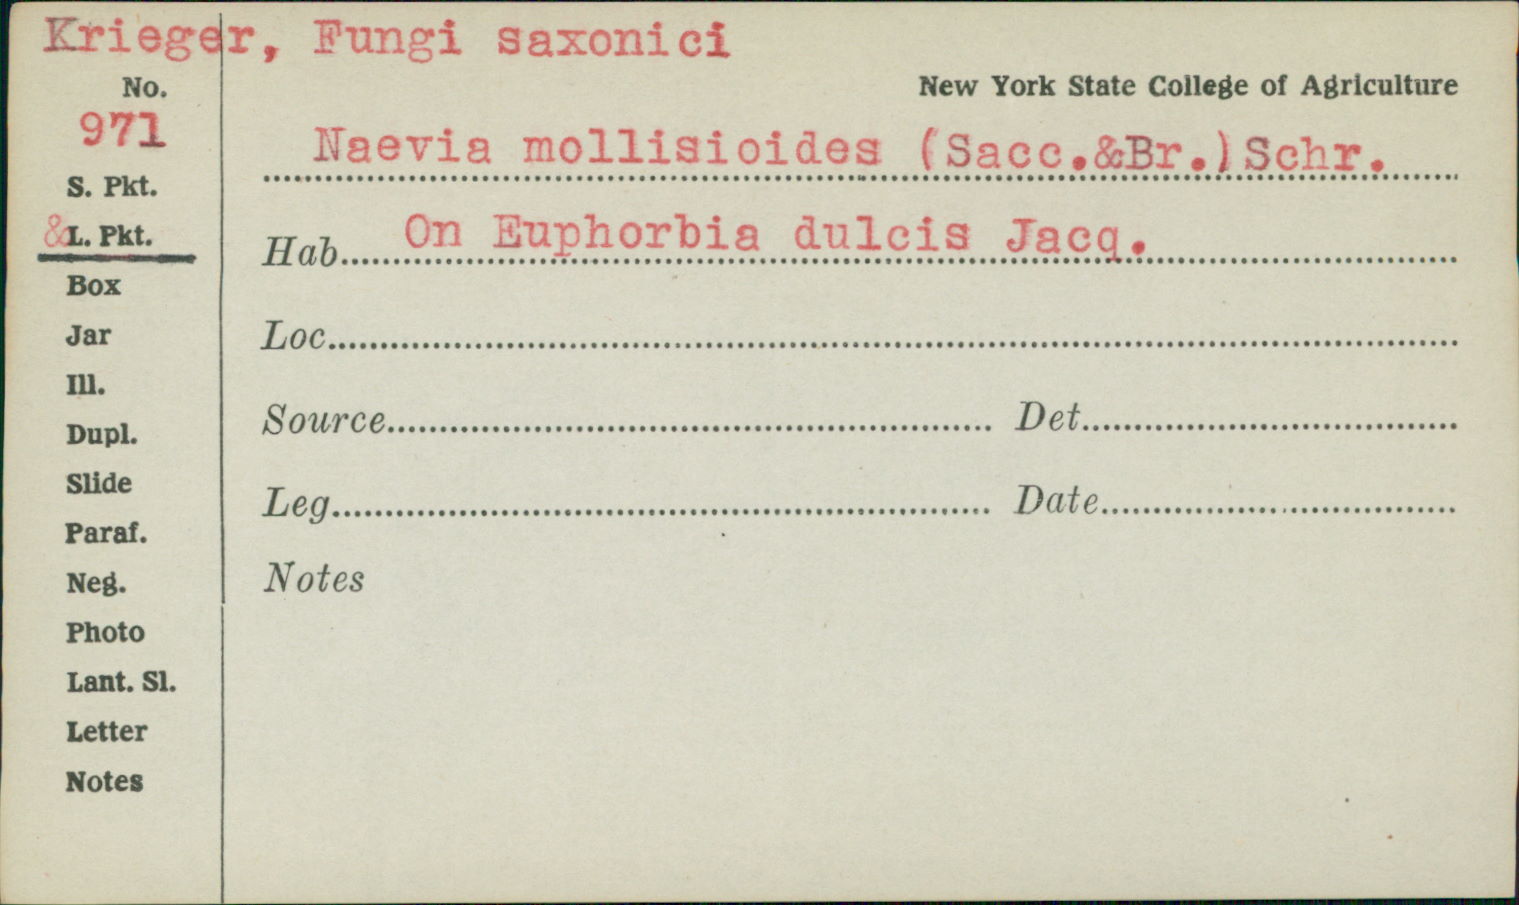 Krieger, Fungi saxonici
No.
New York State College of Agriculture
971
Naevia mollisioides (Sacc.&Br.)Schr.
S. Pkt.
&L. Pkt.
Hab. On Euphorbia dulcis Jacq.
Box
Jar
Loc.
Ill.
Dupl.
Source Det.
Slide
Leg. Date
Paraf.
Neg.
Notes
Photo
Lant. Sl.
Letter
Notes